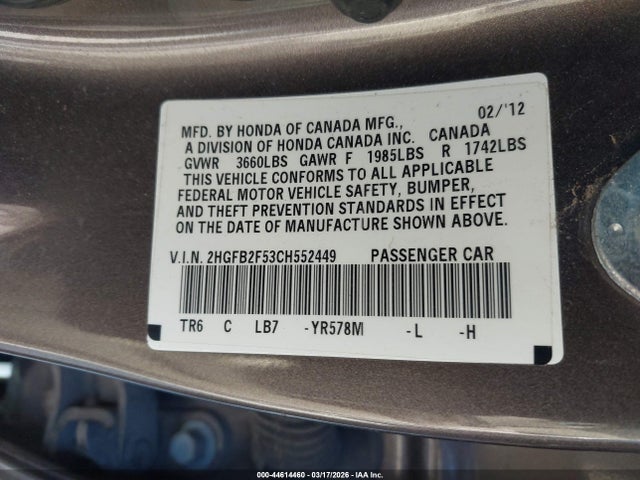 02/'12
MFD. BY HONDA OF CANADA MFG.,
A DIVISION OF HONDA CANADA INC. CANADA
GVWR 3660LBS GAWR F 1985LBS R 1742LBS
THIS VEHICLE CONFORMS TO ALL APPLICABLE
FEDERAL MOTOR VEHICLE SAFETY, BUMPER,
AND THEFT PREVENTION STANDARDS IN EFFECT
ON THE DATE OF MANUFACTURE SHOWN ABOVE.
V.I.N. 2HGFB2F53CH552449 PASSENGER CAR
TR6 C LB7 -YR578M -L -H
000-44614460 - 03/17/2026 - IAA Inc.